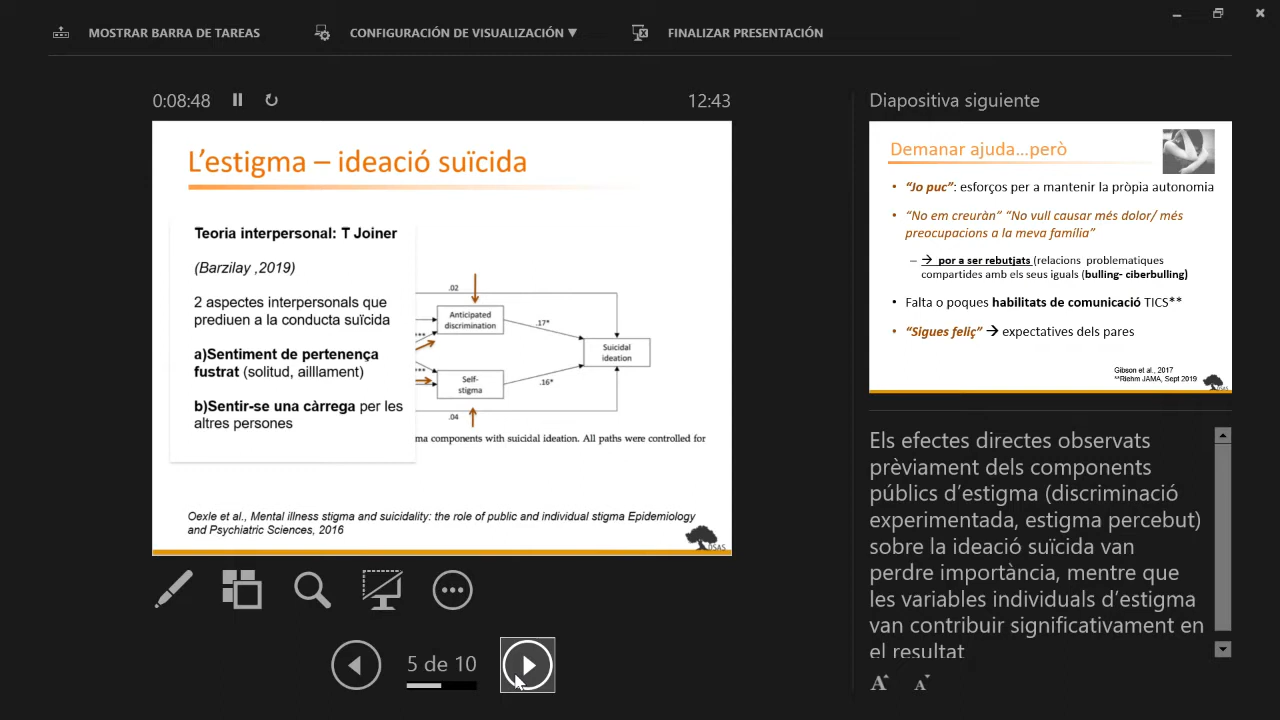 MOSTRAR BARRA DE TAREAS
CONFIGURACIÓN DE VISUALIZACIÓN ▼
FINALIZAR PRESENTACIÓN
0:08:48
12:43
L’estigma – ideació suïcida
Teoria interpersonal: T Joiner
(Barzilay ,2019)
2 aspectes interpersonals que
prediuen a la conducta suïcida
a)Sentiment de pertenença
fustrat (solitud, ailllament)
b)Sentir-se una càrrega per les
altres persones
.02
Anticipated
discrimination
.17*
***
Suicidal
ideation
***
Self-
stigma
.16*
.04
ma components with suicidal ideation. All paths were controlled for
Oexle et al., Mental illness stigma and suicidality: the role of public and individual stigma Epidemiology
and Psychiatric Sciences, 2016
OSAS
5 de 10
Diapositiva siguiente
Demanar ajuda...però
• “Jo puc”: esforços per a mantenir la pròpia autonomia
• “No em creuràn” “No vull causar més dolor/ més
preocupacions a la meva família”
– → por a ser rebutjats (relacions problematiques
compartides amb els seus iguals (bulling- ciberbulling)
• Falta o poques habilitats de comunicació TICS**
• “Sigues feliç” → expectatives dels pares
Gibson et al, 2017
**Riehm JAMA, Sept 2019
OSAS
Els efectes directes observats
prèviament dels components
públics d’estigma (discriminació
experimentada, estigma percebut)
sobre la ideació suïcida van
perdre importància, mentre que
les variables individuals d’estigma
van contribuir significativament en
el resultat
A A